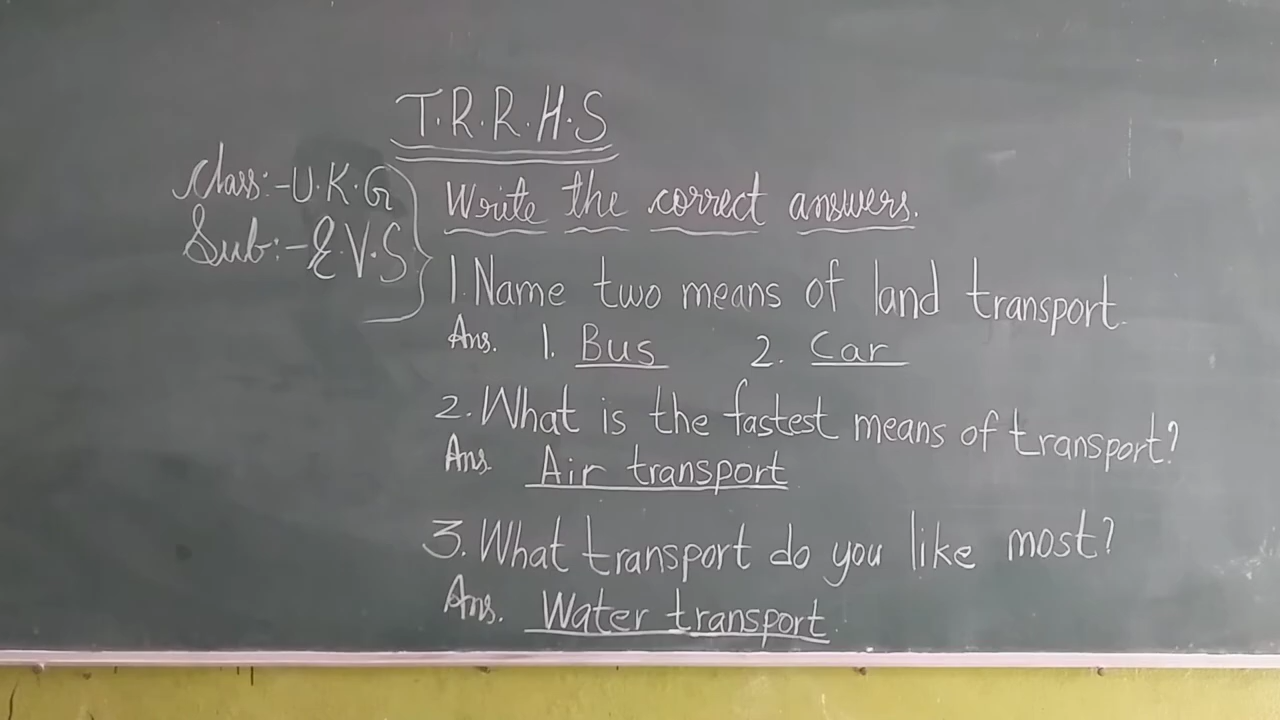 T.R.R.H.S
Class:-U.K.G
Sub:-E.V.S
Write the correct answers.
1.Name two means of land transport.
Ans. 1. Bus 2. Car
2.What is the fastest means of transport?
Ans. Air transport
3.What transport do you like most?
Ans. Water transport